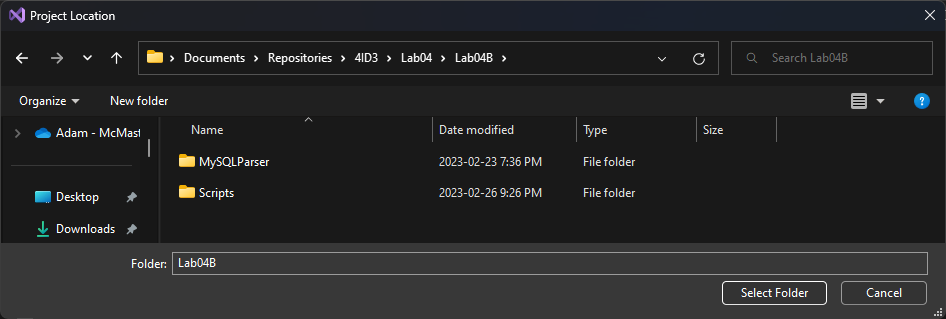 Project Location
Documents > Repositories > 4ID3 > Lab04 > Lab04B >
Search Lab04B
Organize New folder
Name Date modified Type Size
Adam - McMast
MySQLParser 2023-02-23 7:36 PM File folder
Scripts 2023-02-26 9:26 PM File folder
Desktop
Downloads
Folder: Lab04B
Select Folder Cancel